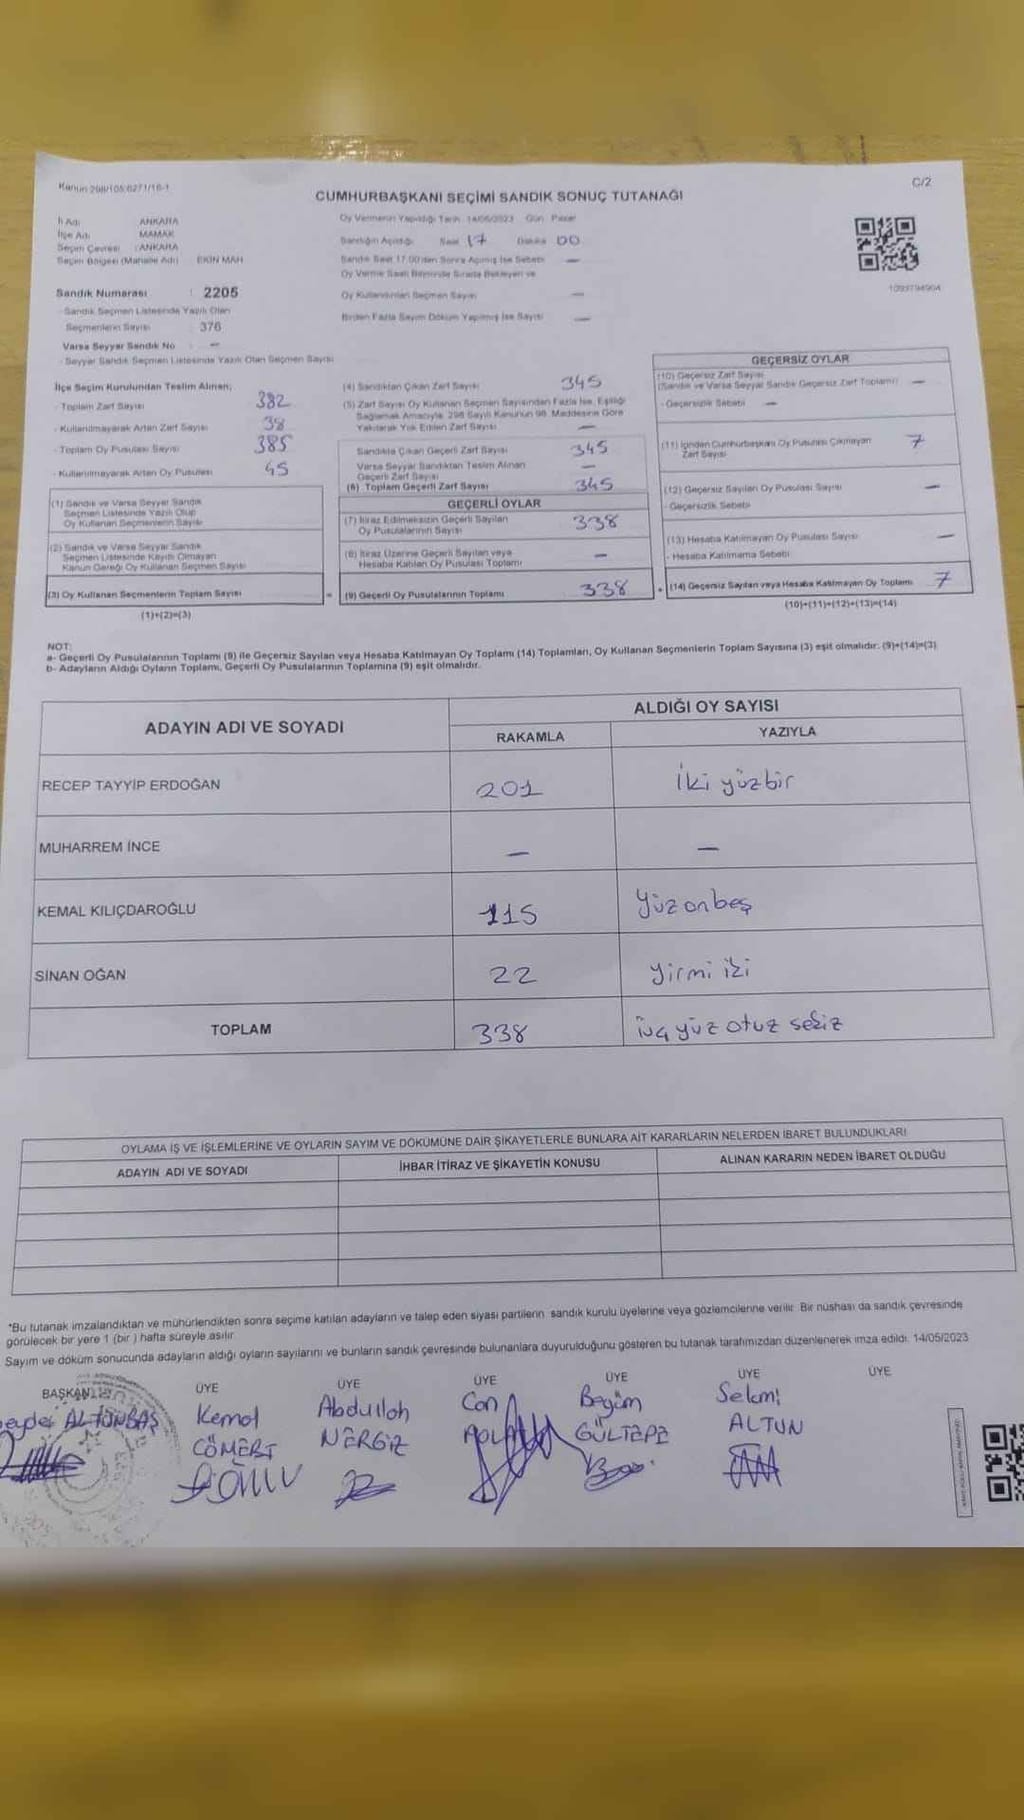 Kanun 298/105;6271/16-1
C/2
CUMHURBAŞKANI SEÇİMİ SANDIK SONUÇ TUTANAĞI
İl Adı ANKARA
İlçe Adı MAMAK
Seçim Çevresi : ANKARA
Seçim Bölgesi (Mahalle Adı) EKİN MAH
Sandık Numarası : 2205
- Sandık Seçmen Listesinde Yazılı Olan
Seçmenlerin Sayısı : 376
Varsa Seyyar Sandık No : –
- Seyyar Sandık Seçmen Listesinde Yazılı Olan Seçmen Sayısı
Oy Vermenin Yapıldığı Tarih 14/05/2023 Gün Pazar
Sandığın Açıldığı Saat 17 Dakika 00
Sandık Saat 17.00'den Sonra Açılmış İse Sebebi –
Oy Verme Saati Bitiminde Sırada Bekleyen ve
Oy Kullandırılan Seçmen Sayısı –
Birden Fazla Sayım Döküm Yapılmış İse Sayısı –
1093794904
İlçe Seçim Kurulundan Teslim Alınan;
- Toplam Zarf Sayısı 382
- Kullanılmayarak Artan Zarf Sayısı 38
- Toplam Oy Pusulası Sayısı 385
- Kullanılmayarak Artan Oy Pusulası 45
(1) Sandık ve Varsa Seyyar Sandık
Seçmen Listesinde Yazılı Olup
Oy Kullanan Seçmenlerin Sayısı
(2) Sandık ve Varsa Seyyar Sandık
Seçmen Listesinde Kayıtlı Olmayan
Kanun Gereği Oy Kullanan Seçmen Sayısı
(3) Oy Kullanan Seçmenlerin Toplam Sayısı
(1)+(2)=(3)
=
(4) Sandıktan Çıkan Zarf Sayısı 345
(5) Zarf Sayısı Oy Kullanan Seçmen Sayısından Fazla İse, Eşitliği
Sağlamak Amacıyla, 298 Sayılı Kanunun 98. Maddesine Göre
Yakılarak Yok Edilen Zarf Sayısı –
Sandıkta Çıkan Geçerli Zarf Sayısı 345
Varsa Seyyar Sandıktan Teslim Alınan
Geçerli Zarf Sayısı –
(6) Toplam Geçerli Zarf Sayısı 345
GEÇERLİ OYLAR
(7) İtiraz Edilmeksizin Geçerli Sayılan
Oy Pusulalarının Sayısı 338
(8) İtiraz Üzerine Geçerli Sayılan veya
Hesaba Katılan Oy Pusulası Toplamı –
(9) Geçerli Oy Pusulalarının Toplamı 338
+
GEÇERSİZ OYLAR
(10) Geçersiz Zarf Sayısı
(Sandık ve Varsa Seyyar Sandık Geçersiz Zarf Toplamı) –
- Geçersizlik Sebebi –
(11) İçinden Cumhurbaşkanı Oy Pusulası Çıkmayan
Zarf Sayısı 7
(12) Geçersiz Sayılan Oy Pusulası Sayısı –
- Geçersizlik Sebebi
(13) Hesaba Katılmayan Oy Pusulası Sayısı –
- Hesaba Katılmama Sebebi
(14) Geçersiz Sayılan veya Hesaba Katılmayan Oy Toplamı 7
(10)+(11)+(12)+(13)=(14)
NOT:
a- Geçerli Oy Pusulalarının Toplamı (9) ile Geçersiz Sayılan veya Hesaba Katılmayan Oy Toplamı (14) Toplamları, Oy Kullanan Seçmenlerin Toplam Sayısına (3) eşit olmalıdır. (9)+(14)=(3)
b- Adayların Aldığı Oyların Toplamı, Geçerli Oy Pusulalarının Toplamına (9) eşit olmalıdır.
ADAYIN ADI VE SOYADI
ALDIĞI OY SAYISI
RAKAMLA YAZIYLA
RECEP TAYYİP ERDOĞAN 201 İki yüzbir
MUHARREM İNCE – –
KEMAL KILIÇDAROĞLU 115 Yüzonbeş
SİNAN OĞAN 22 yirmi iki
TOPLAM 338 üç yüz otuz sekiz
OYLAMA İŞ VE İŞLEMLERİNE VE OYLARIN SAYIM VE DÖKÜMÜNE DAİR ŞİKAYETLERLE BUNLARA AİT KARARLARIN NELERDEN İBARET BULUNDUKLARI
ADAYIN ADI VE SOYADI İHBAR İTİRAZ VE ŞİKAYETİN KONUSU ALINAN KARARIN NEDEN İBARET OLDUĞU
*Bu tutanak imzalandıktan ve mühürlendikten sonra seçime katılan adayların ve talep eden siyasi partilerin sandık kurulu üyelerine veya gözlemcilerine verilir. Bir nüshası da sandık çevresinde
görülecek bir yere 1 (bir ) hafta süreyle asılır.
Sayım ve döküm sonucunda adayların aldığı oyların sayılarını ve bunların sandık çevresinde bulunanlara duyurulduğunu gösteren bu tutanak tarafımızdan düzenlenerek imza edildi. 14/05/2023
BAŞKAN ÜYE ÜYE ÜYE ÜYE ÜYE ÜYE
ALTUNBAŞ
Kemal
CÖMERT
Abdullah
NERGİZ
Can
Begüm
GÜLTEPE
Selami
ALTUN